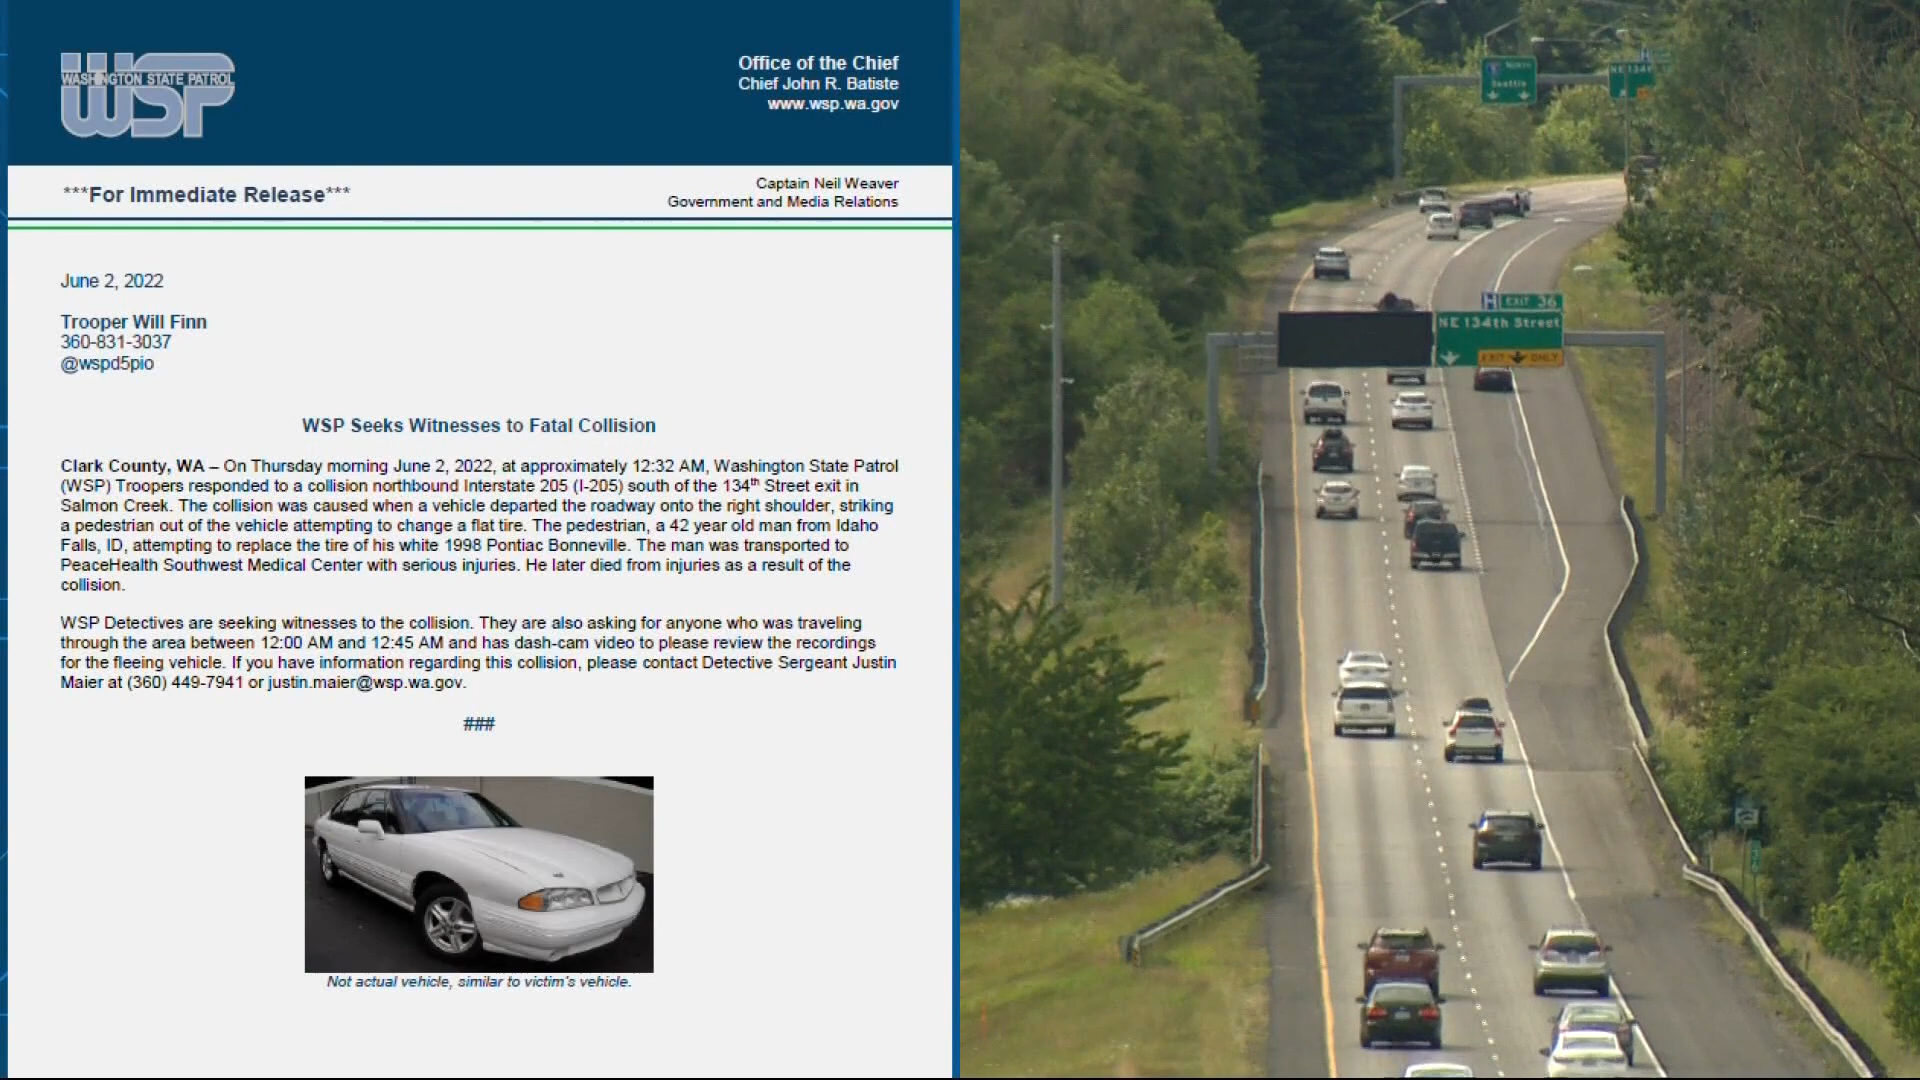 WASHINGTON STATE PATROL
WSP
Office of the Chief
Chief John R. Batiste
www.wsp.wa.gov
***For Immediate Release***
Captain Neil Weaver
Government and Media Relations
June 2, 2022
Trooper Will Finn
360-831-3037
@wspd5pio
WSP Seeks Witnesses to Fatal Collision
Clark County, WA – On Thursday morning June 2, 2022, at approximately 12:32 AM, Washington State Patrol
(WSP) Troopers responded to a collision northbound Interstate 205 (I-205) south of the 134th Street exit in
Salmon Creek. The collision was caused when a vehicle departed the roadway onto the right shoulder, striking
a pedestrian out of the vehicle attempting to change a flat tire. The pedestrian, a 42 year old man from Idaho
Falls, ID, attempting to replace the tire of his white 1998 Pontiac Bonneville. The man was transported to
PeaceHealth Southwest Medical Center with serious injuries. He later died from injuries as a result of the
collision.
WSP Detectives are seeking witnesses to the collision. They are also asking for anyone who was traveling
through the area between 12:00 AM and 12:45 AM and has dash-cam video to please review the recordings
for the fleeing vehicle. If you have information regarding this collision, please contact Detective Sergeant Justin
Maier at (360) 449-7941 or justin.maier@wsp.wa.gov.
###
Not actual vehicle, similar to victim's vehicle.
North
Seattle
NE 134th
H EXIT 36
NE 134th Street
EXIT ONLY